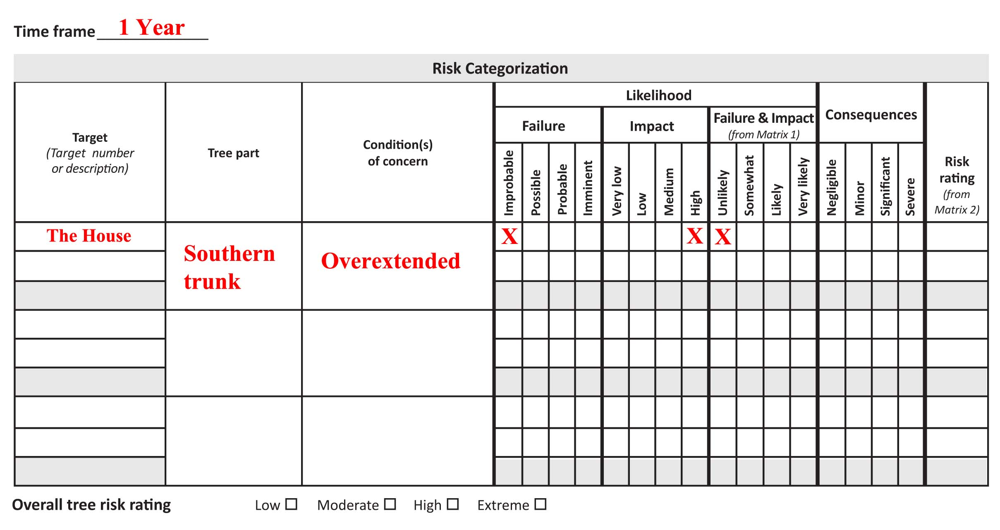 Time frame 1 Year
Risk Categorization
Target
(Target number
or description)
Tree part
Condition(s)
of concern
Likelihood
Failure
Impact
Failure & Impact
(from Matrix 1)
Consequences
Improbable
Possible
Probable
Imminent
Very low
Low
Medium
High
Unlikely
Somewhat
Likely
Very likely
Negligible
Minor
Significant
Severe
Risk
rating
(from
Matrix 2)
The House X X X
Southern
trunk
Overextended
Overall tree risk rating Low □ Moderate □ High □ Extreme □